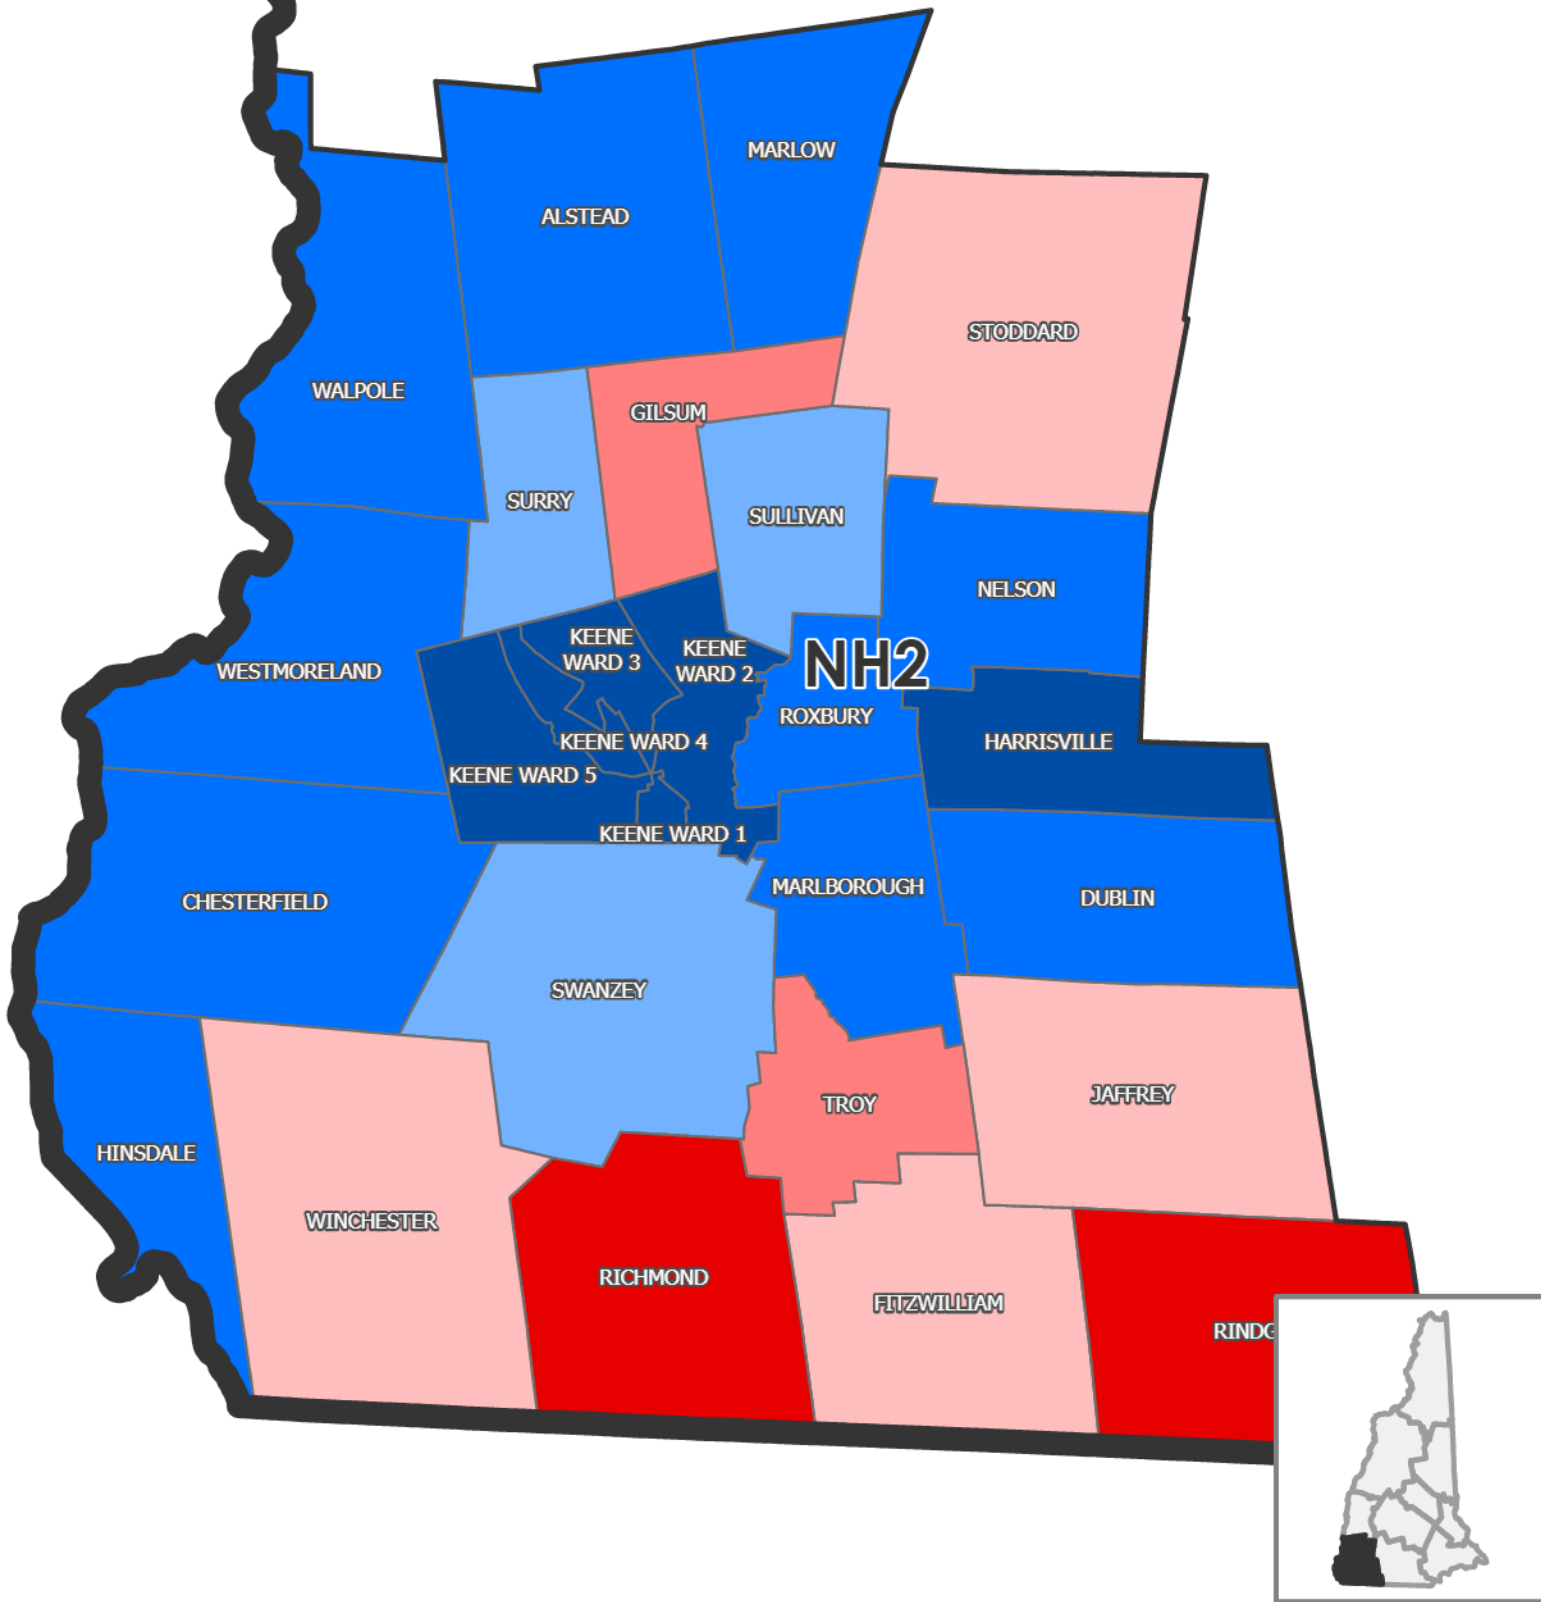 MARLOW
ALSTEAD
STODDARD
WALPOLE
GILSUM
SURRY
SULLIVAN
NELSON
KEENE
WARD 3
KEENE
WARD 2
NH2
WESTMORELAND
ROXBURY
KEENE WARD 4
HARRISVILLE
KEENE WARD 5
KEENE WARD 1
MARLBOROUGH
DUBLIN
CHESTERFIELD
SWANZEY
JAFFREY
TROY
HINSDALE
WINCHESTER
RICHMOND
FITZWILLIAM
RINDG